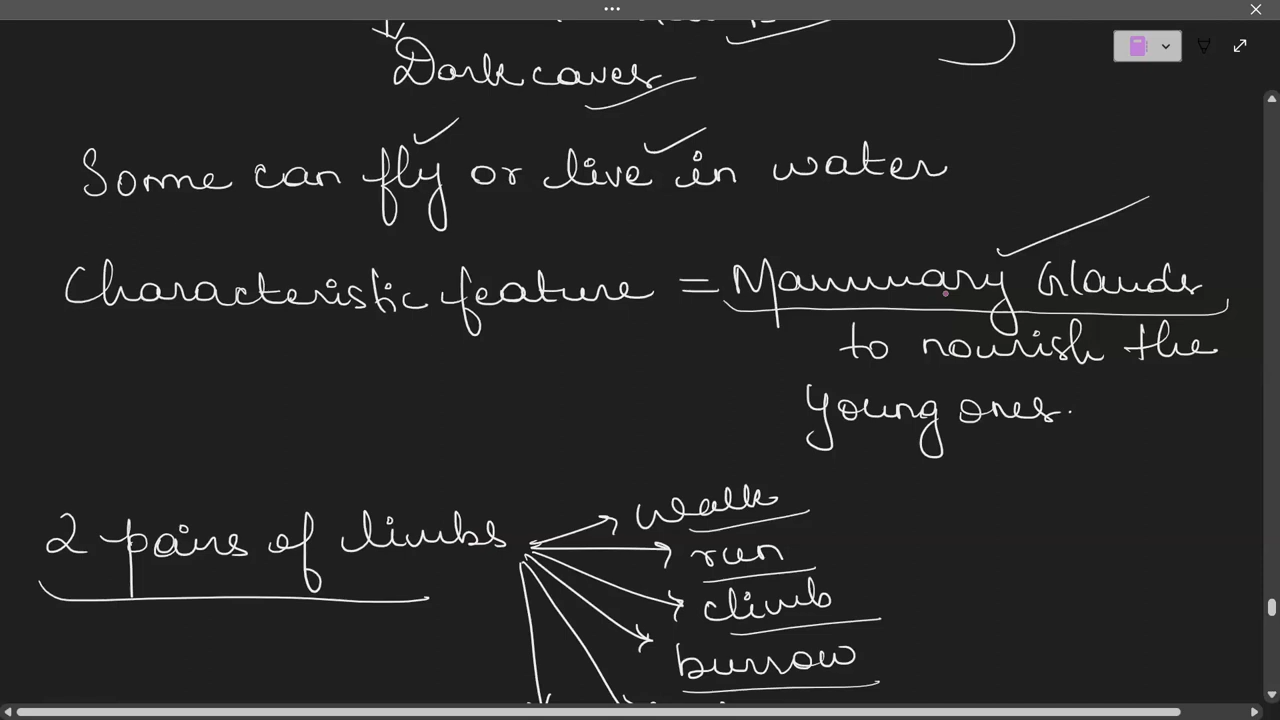 Dark caves
Some can fly or live in water
Characteristic feature = Mammary Glands
to nourish the
young ones.
2 pairs of limbs
walk
run
climb
burrow